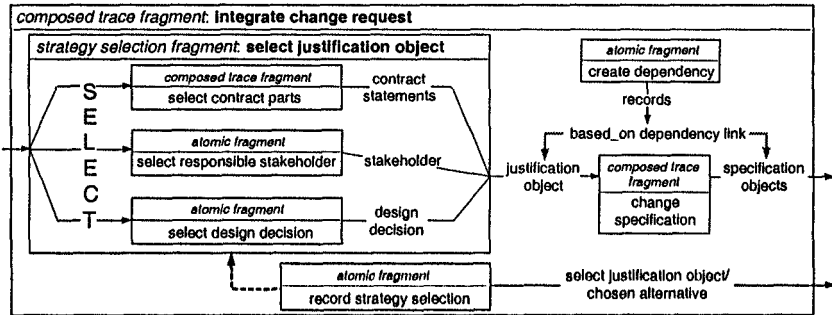 composed trace fragment: integrate change request
strategy selection fragment: select justification object
SELECT
composed trace fragment
select contract parts
contract
statements
atomic fragment
select responsible stakeholder
stakeholder
atomic fragment
select design decision
design
decision
atomic fragment
create dependency
records
based_on dependency link
justification
object
composed trace
fragment
change
specification
specification
objects
atomic fragment
record strategy selection
select justification object/
chosen alternative